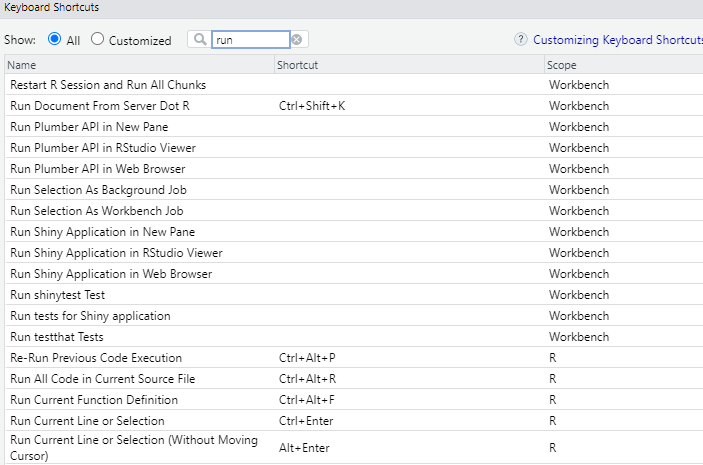 Keyboard Shortcuts
Show: All Customized run ? Customizing Keyboard Shortcuts
Name Shortcut Scope
Restart R Session and Run All Chunks Workbench
Run Document From Server Dot R Ctrl+Shift+K Workbench
Run Plumber API in New Pane Workbench
Run Plumber API in RStudio Viewer Workbench
Run Plumber API in Web Browser Workbench
Run Selection As Background Job Workbench
Run Selection As Workbench Job Workbench
Run Shiny Application in New Pane Workbench
Run Shiny Application in RStudio Viewer Workbench
Run Shiny Application in Web Browser Workbench
Run shinytest Test Workbench
Run tests for Shiny application Workbench
Run testthat Tests Workbench
Re-Run Previous Code Execution Ctrl+Alt+P R
Run All Code in Current Source File Ctrl+Alt+R R
Run Current Function Definition Ctrl+Alt+F R
Run Current Line or Selection Ctrl+Enter R
Run Current Line or Selection (Without Moving
Cursor) Alt+Enter R